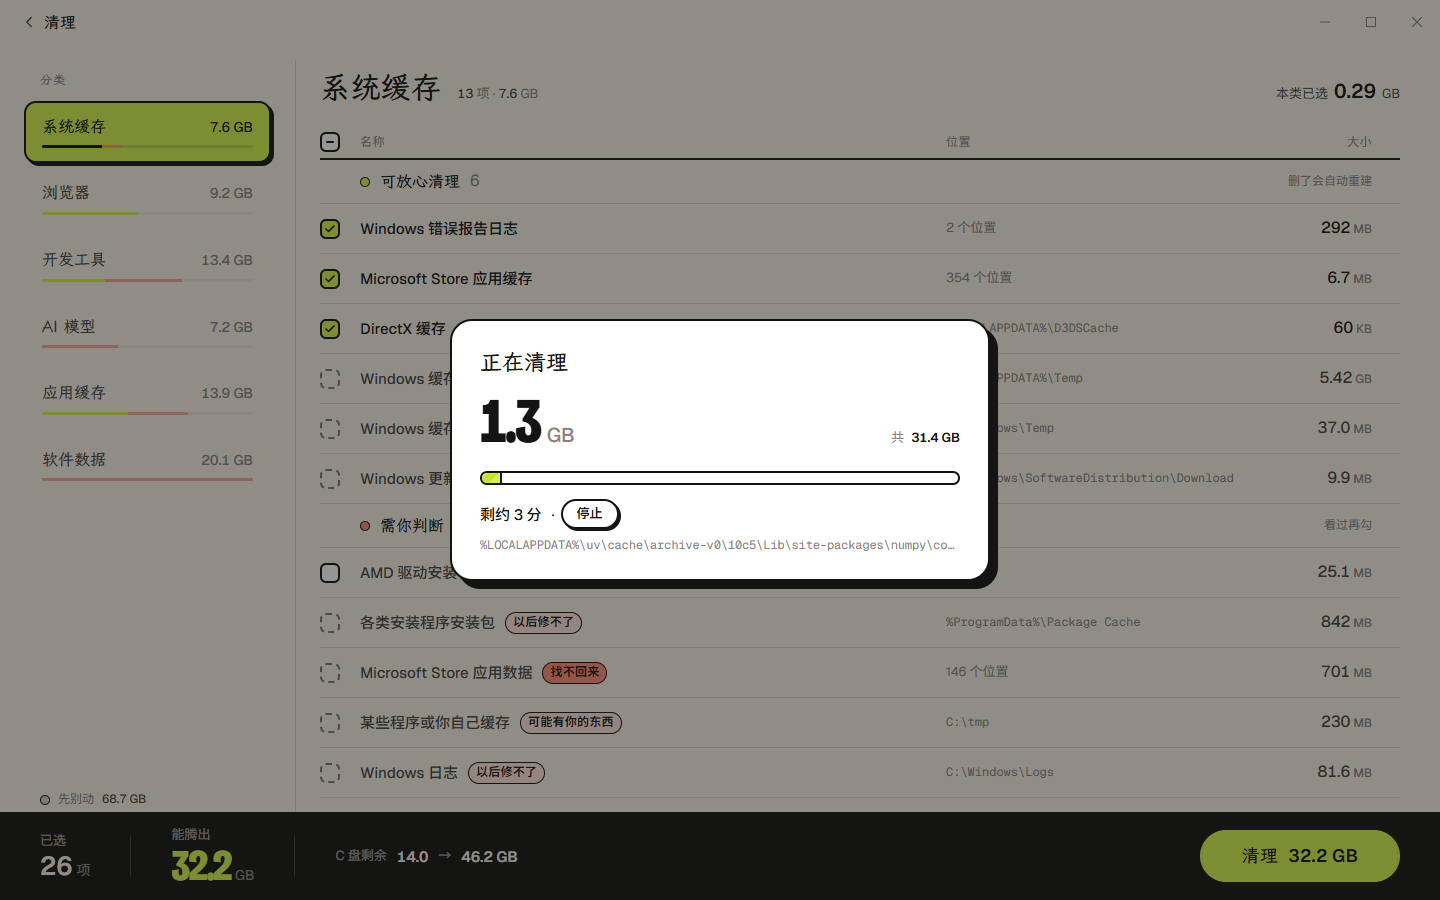 清理
分类
系统缓存 7.6 GB
浏览器 9.2 GB
开发工具 13.4 GB
AI 模型 7.2 GB
应用缓存 13.9 GB
软件数据 20.1 GB
先别动 68.7 GB
系统缓存 13 项 · 7.6 GB
本类已选 0.29 GB
名称 位置 大小
可放心清理 6 删了会自动重建
Windows 错误报告日志 2 个位置 292 MB
Microsoft Store 应用缓存 354 个位置 6.7 MB
DirectX 缓存 APPDATA%\D3DSCache 60 KB
Windows 缓存 PPDATA%\Temp 5.42 GB
Windows 缓存 ows\Temp 37.0 MB
Windows 更新 ows\SoftwareDistribution\Download 9.9 MB
需你判断 看过再勾
AMD 驱动安装 25.1 MB
各类安装程序安装包 以后修不了 %ProgramData%\Package Cache 842 MB
Microsoft Store 应用数据 找不回来 146 个位置 701 MB
某些程序或你自己缓存 可能有你的东西 C:\tmp 230 MB
Windows 日志 以后修不了 C:\Windows\Logs 81.6 MB
正在清理
1.3 GB 共 31.4 GB
剩约 3 分 · 停止
%LOCALAPPDATA%\uv\cache\archive-v0\10c5\Lib\site-packages\numpy\co…
已选
26 项
能腾出
32.2 GB
C 盘剩余 14.0 → 46.2 GB
清理 32.2 GB